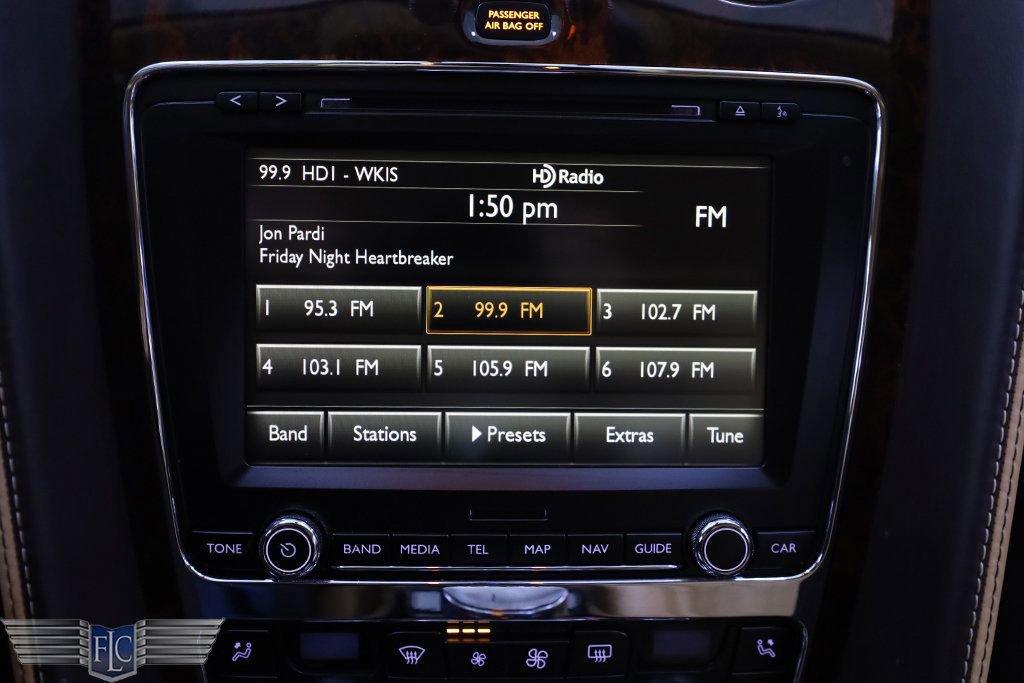 PASSENGER
AIR BAG OFF
< >
99.9 HD1 - WKIS
HD Radio
1:50 pm
FM
Jon Pardi
Friday Night Heartbreaker
1 95.3 FM
2 99.9 FM
3 102.7 FM
4 103.1 FM
5 105.9 FM
6 107.9 FM
Band Stations Presets Extras Tune
TONE BAND MEDIA TEL MAP NAV GUIDE CAR
FLC